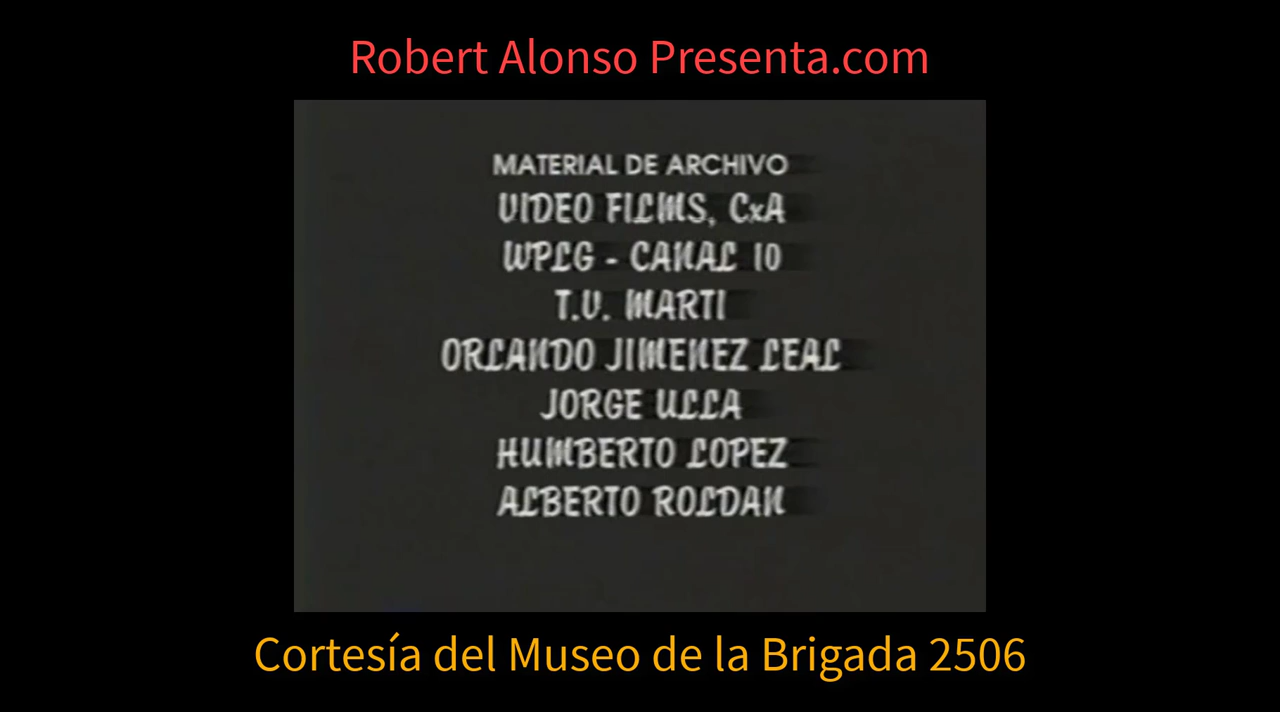 Robert Alonso Presenta.com
MATERIAL DE ARCHIVO
VIDEO FILMS, CxA
WPLG - CANAL 10
T.V. MARTI
ORLANDO JIMENEZ LEAL
JORGE ULLA
HUMBERTO LOPEZ
ALBERTO ROLDAN
Cortesía del Museo de la Brigada 2506